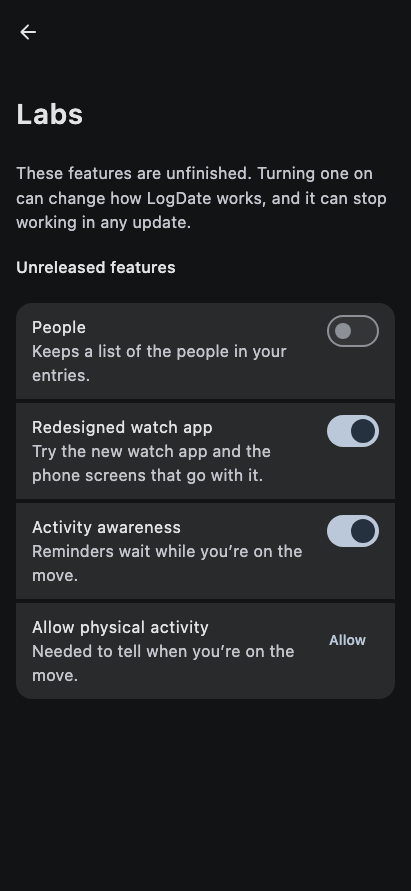 Labs
These features are unfinished. Turning one on
can change how LogDate works, and it can stop
working in any update.
Unreleased features
People
Keeps a list of the people in your
entries.
Redesigned watch app
Try the new watch app and the
phone screens that go with it.
Activity awareness
Reminders wait while you’re on the
move.
Allow physical activity
Needed to tell when you’re on the
move.
Allow